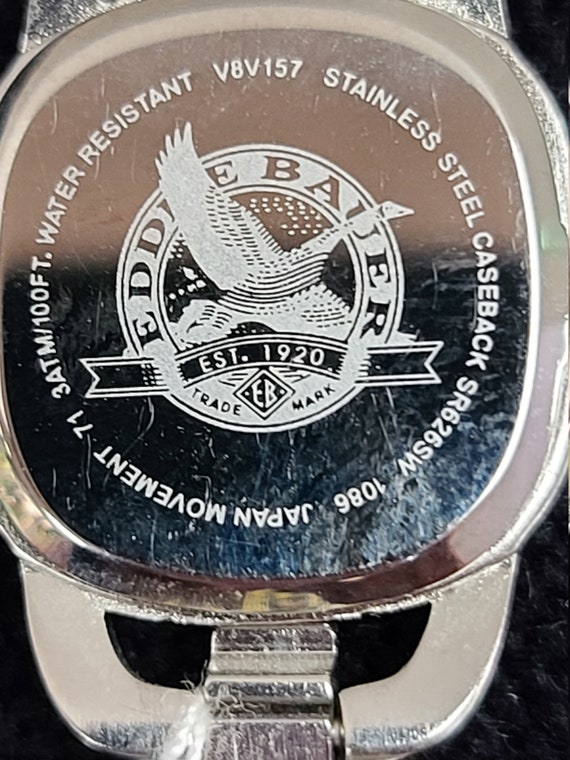 V8V157 STAINLESS STEEL CASEBACK SR626SW 1086 JAPAN MOVEMENT 71 3ATM/100FT. WATER RESISTANT
EDDIE BAUER
EST. 1920
TRADE EB MARK